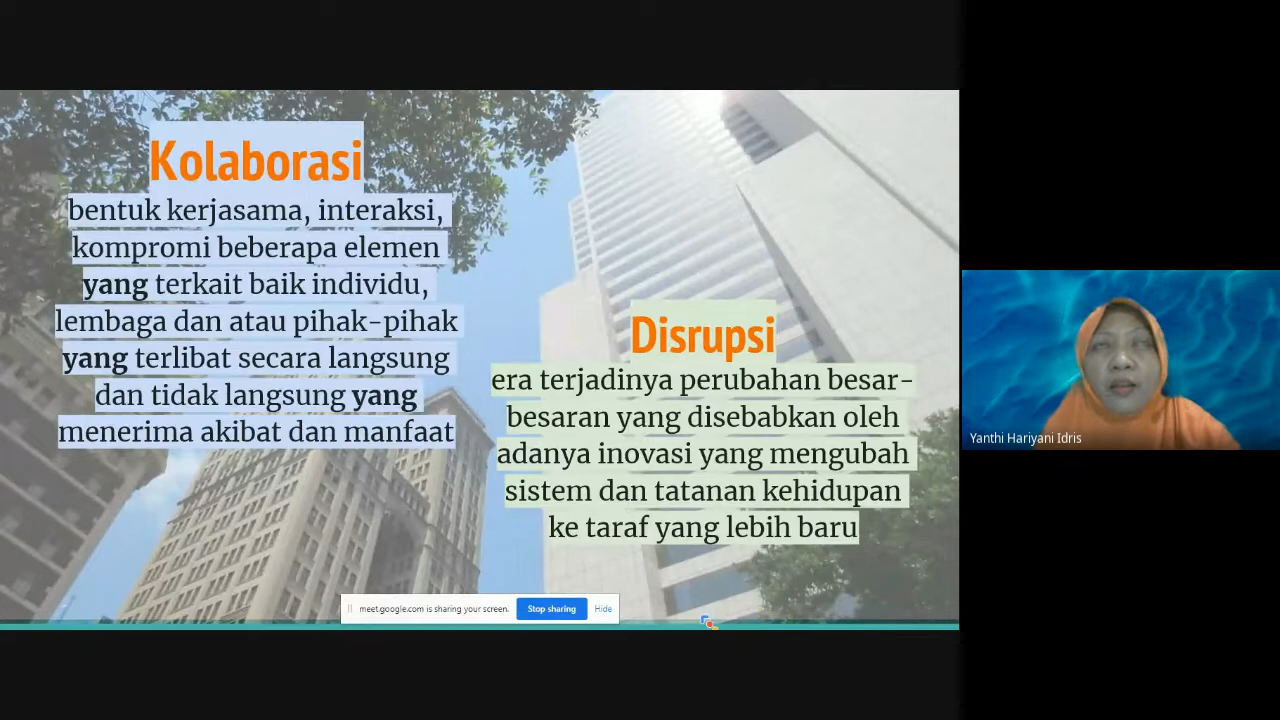 Kolaborasi
bentuk kerjasama, interaksi,
kompromi beberapa elemen
yang terkait baik individu,
lembaga dan atau pihak-pihak
yang terlibat secara langsung
dan tidak langsung yang
menerima akibat dan manfaat
Disrupsi
era terjadinya perubahan besar-
besaran yang disebabkan oleh
adanya inovasi yang mengubah
sistem dan tatanan kehidupan
ke taraf yang lebih baru
meet.google.com is sharing your screen.
Stop sharing
Hide
Yanthi Hariyani Idris